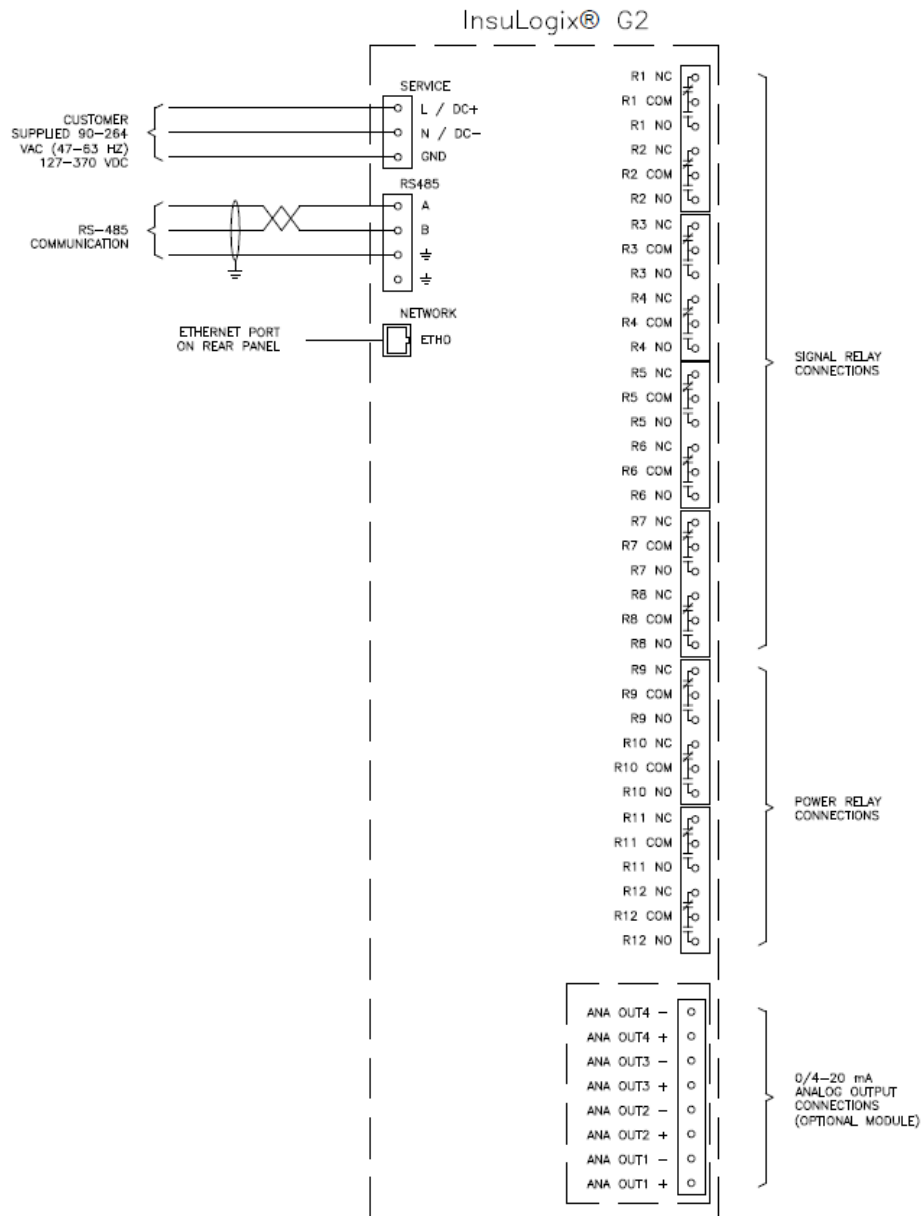 InsuLogix® G2
SERVICE
L / DC+
N / DC-
GND
CUSTOMER
SUPPLIED 90-264
VAC (47-63 HZ)
127-370 VDC
RS485
A
B
RS-485
COMMUNICATION
NETWORK
ETH0
ETHERNET PORT
ON REAR PANEL
R1 NC
R1 COM
R1 NO
R2 NC
R2 COM
R2 NO
R3 NC
R3 COM
R3 NO
R4 NC
R4 COM
R4 NO
R5 NC
R5 COM
R5 NO
R6 NC
R6 COM
R6 NO
R7 NC
R7 COM
R7 NO
R8 NC
R8 COM
R8 NO
SIGNAL RELAY
CONNECTIONS
R9 NC
R9 COM
R9 NO
R10 NC
R10 COM
R10 NO
R11 NC
R11 COM
R11 NO
R12 NC
R12 COM
R12 NO
POWER RELAY
CONNECTIONS
ANA OUT4 -
ANA OUT4 +
ANA OUT3 -
ANA OUT3 +
ANA OUT2 -
ANA OUT2 +
ANA OUT1 -
ANA OUT1 +
0/4-20 mA
ANALOG OUTPUT
CONNECTIONS
(OPTIONAL MODULE)